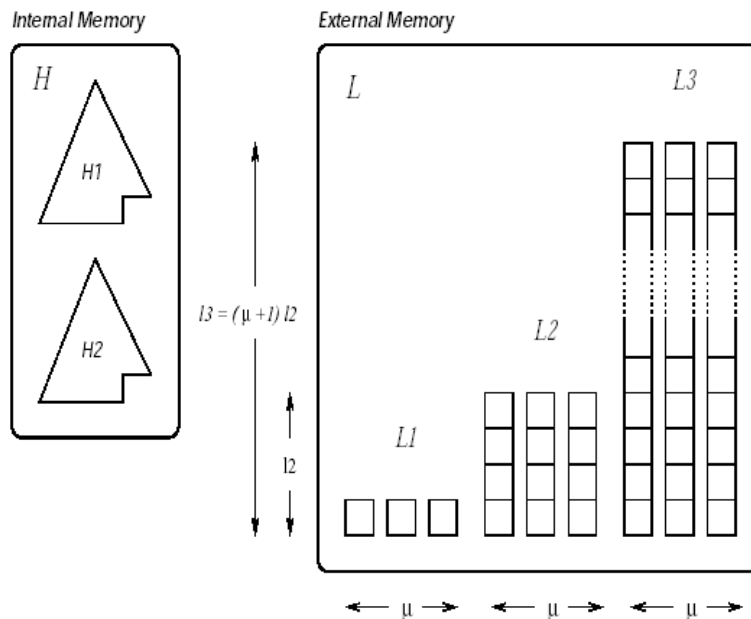 Internal Memory
External Memory
H
H1
H2
L
L3
l3 = (μ +1) l2
L2
L1
l2
μ
μ
μ